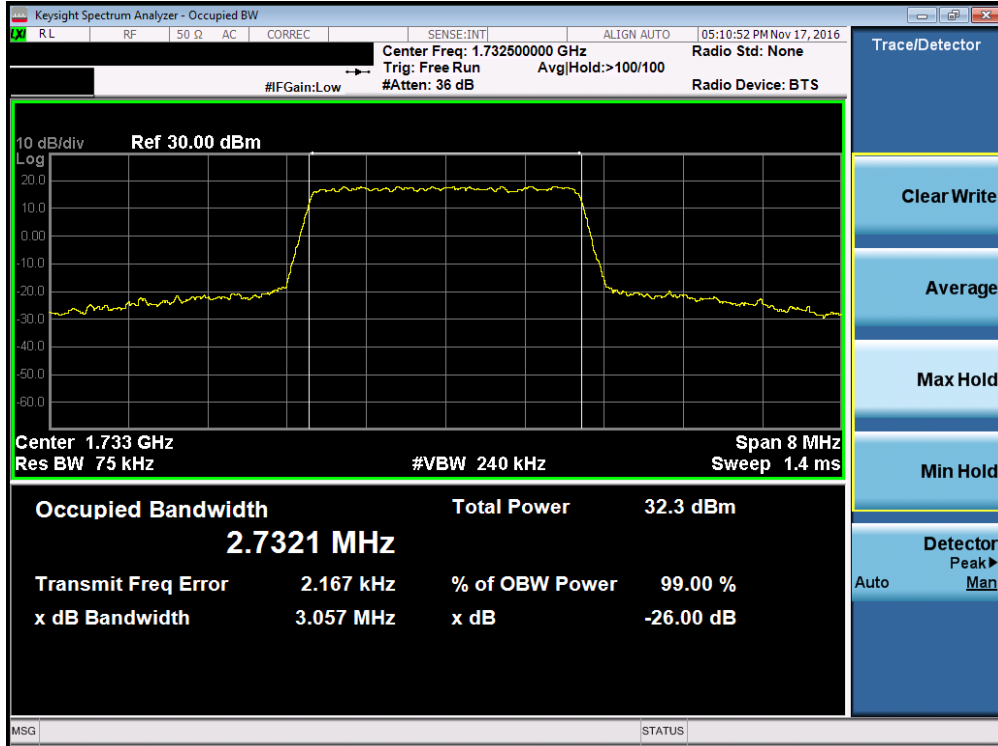 Keysight Spectrum Analyzer - Occupied BW
LXI RL RF 50 Ω AC CORREC SENSE:INT ALIGN AUTO 05:10:52 PM Nov 17, 2016
Center Freq: 1.732500000 GHz Radio Std: None
Trig: Free Run Avg|Hold:>100/100
#IFGain:Low #Atten: 36 dB Radio Device: BTS
Trace/Detector
10 dB/div Ref 30.00 dBm
Log
20.0
10.0
0.00
-10.0
-20.0
-30.0
-40.0
-50.0
-60.0
Center 1.733 GHz Span 8 MHz
Res BW 75 kHz #VBW 240 kHz Sweep 1.4 ms
Occupied Bandwidth Total Power 32.3 dBm
2.7321 MHz
Transmit Freq Error 2.167 kHz % of OBW Power 99.00 %
x dB Bandwidth 3.057 MHz x dB -26.00 dB
Clear Write
Average
Max Hold
Min Hold
Detector
Peak▶
Auto Man
MSG STATUS